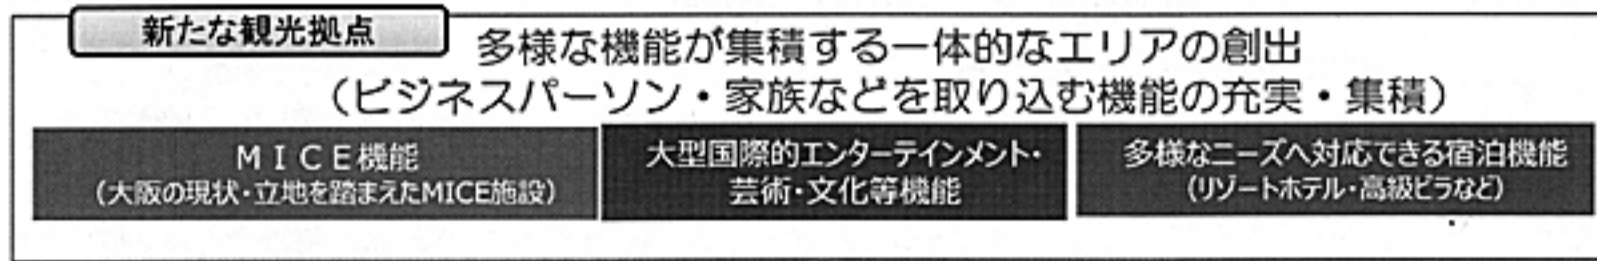 新たな観光拠点
多様な機能が集積する一体的なエリアの創出
（ビジネスパーソン・家族などを取り込む機能の充実・集積）
ＭＩＣＥ機能
（大阪の現状・立地を踏まえたMICE施設）
大型国際的エンターテインメント・
芸術・文化等機能
多様なニーズへ対応できる宿泊機能
（リゾートホテル・高級ビラなど）